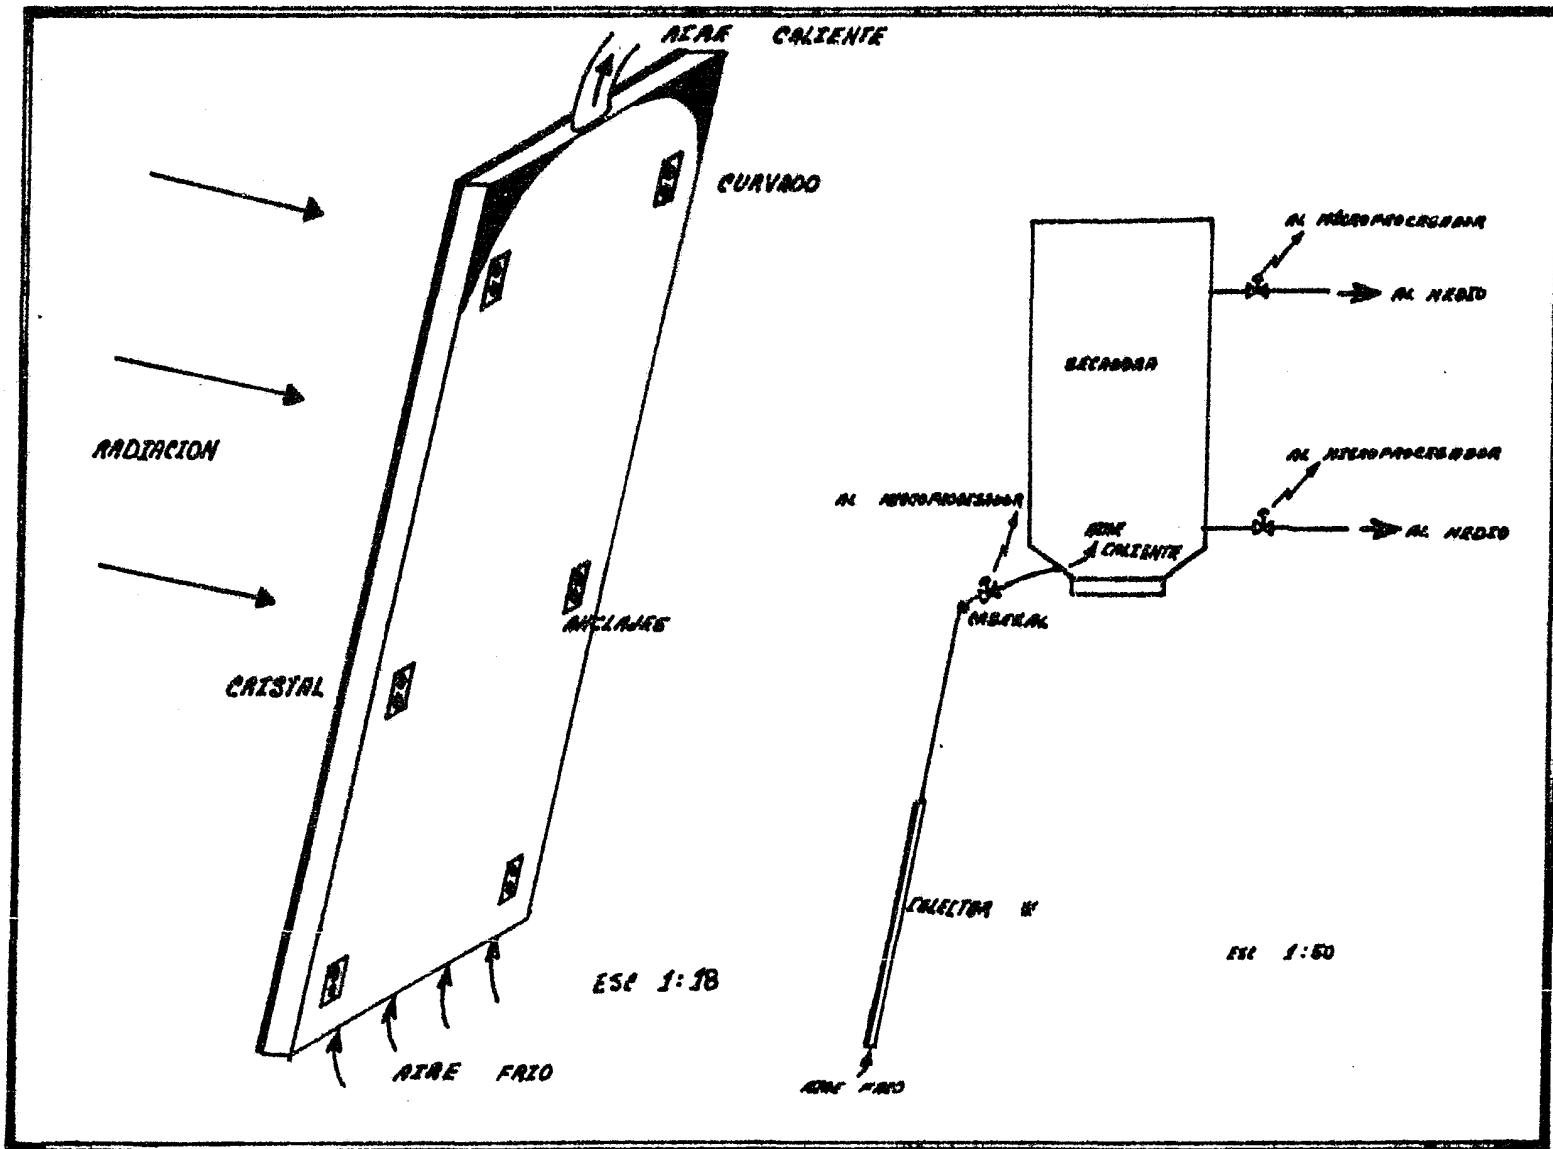 AIRE CALIENTE
CURVADO
RADIACION
CRISTAL
ANCLAJES
ESC 1:18
AIRE FRIO
AL MICROPROCESADOR
AL MEDIO
SECADORA
AL MICROPROCESADOR
AL MEDIO
AL MICROPROCESADOR
AIRE
CALIENTE
CABEZAL
COLECTOR
ESC 1:50
AIRE FRIO